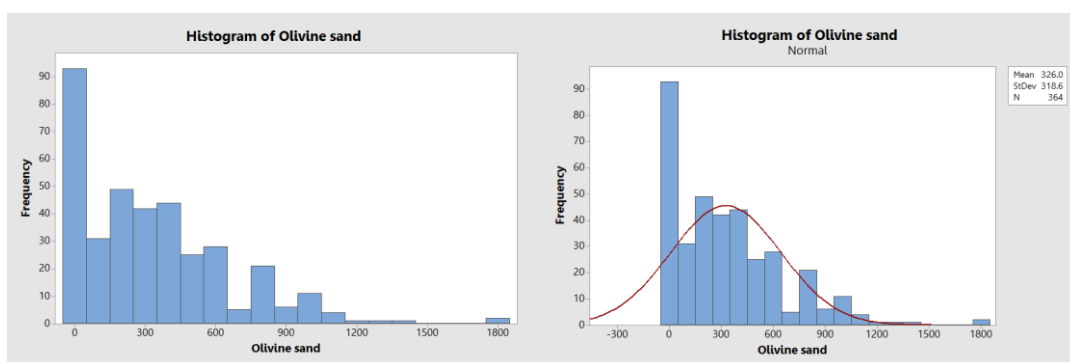 Histogram of Olivine sand
90
80
70
60
50
40
30
20
10
0
Frequency
0 300 600 900 1200 1500 1800
Olivine sand
Histogram of Olivine sand
Normal
90
80
70
60
50
40
30
20
10
0
Frequency
-300 0 300 600 900 1200 1500 1800
Olivine sand
Mean 326.0
StDev 318.6
N 364